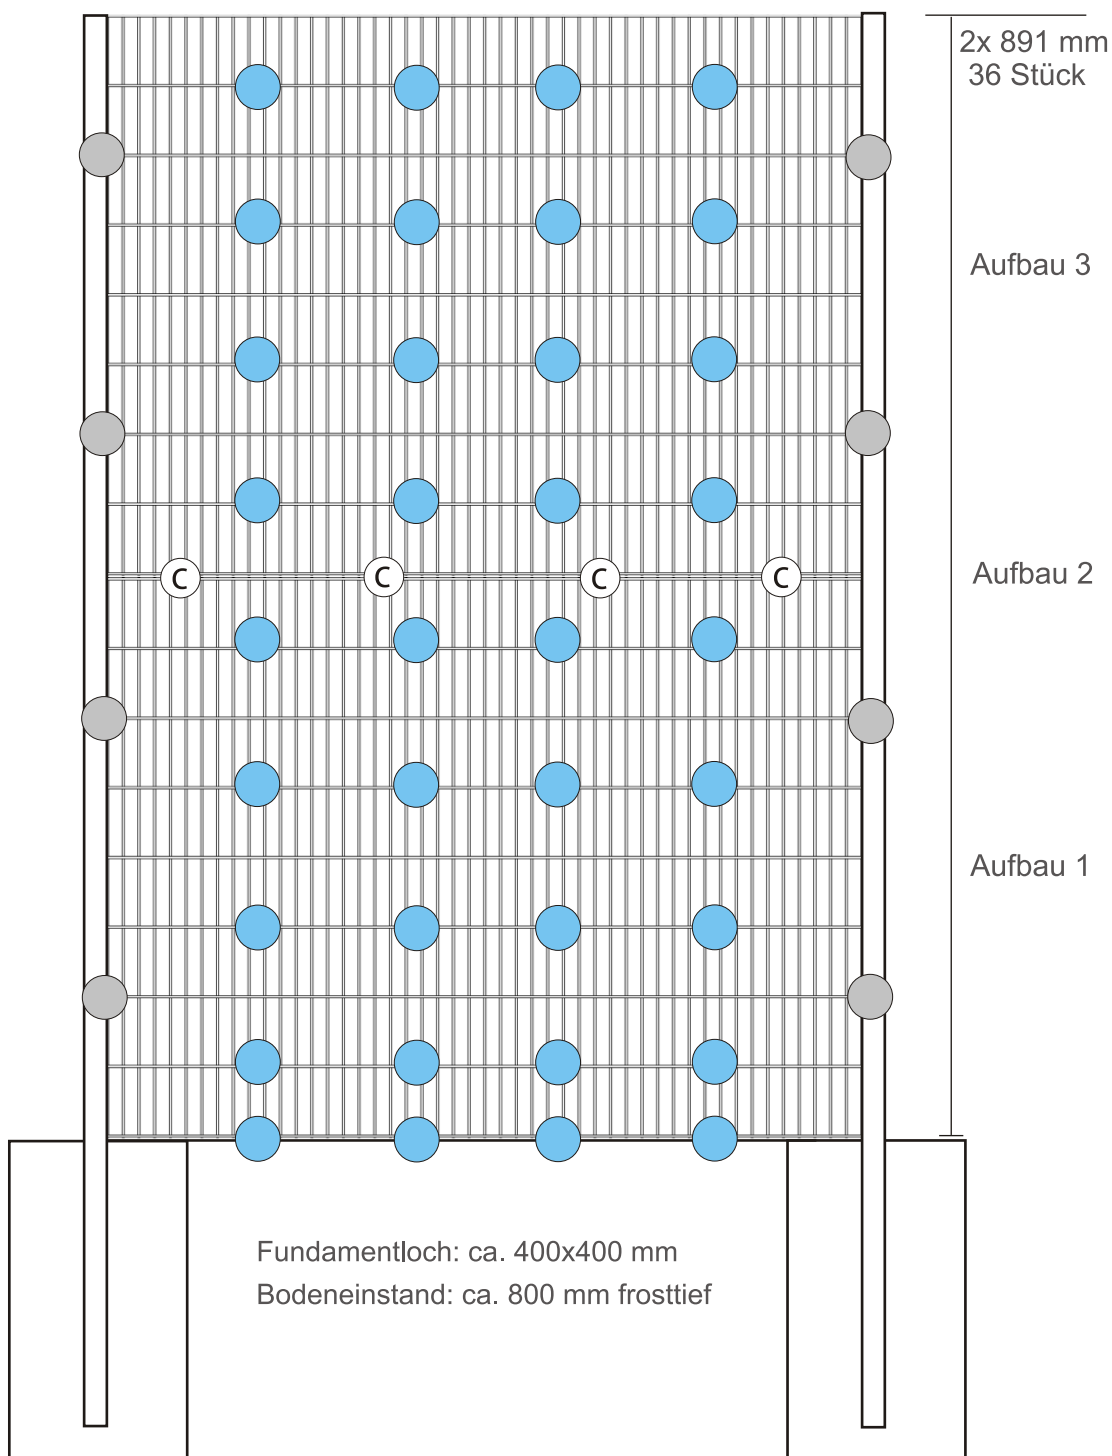 2x 891 mm
36 Stück
Aufbau 3
C C C C
Aufbau 2
Aufbau 1
Fundamentloch: ca. 400x400 mm
Bodeneinstand: ca. 800 mm frosttief